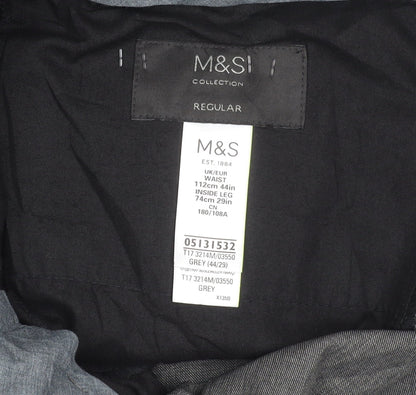 M&S
COLLECTION
REGULAR
M&S
EST. 1884
UK/EUR
WAIST
112cm 44in
INSIDE LEG
74cm 29in
CN
180/108A
05131532
T17 3214M/03550
GREY (44/29)
T17 3214M/03550
GREY